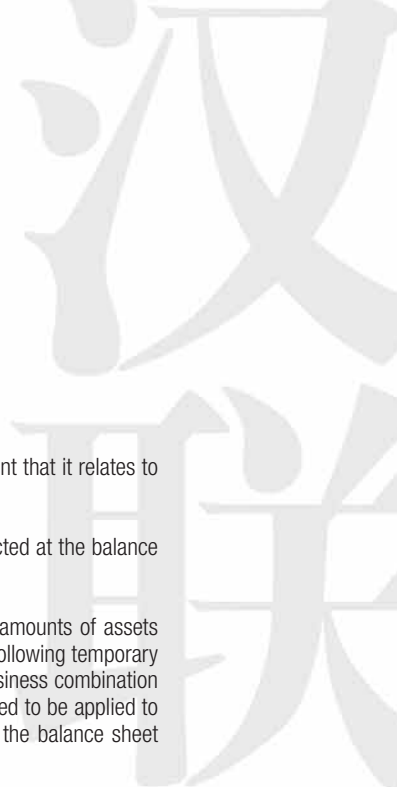 汉
联
nt that it relates to
cted at the balance
amounts of assets
ollowing temporary
siness combination
ed to be applied to
the balance sheet